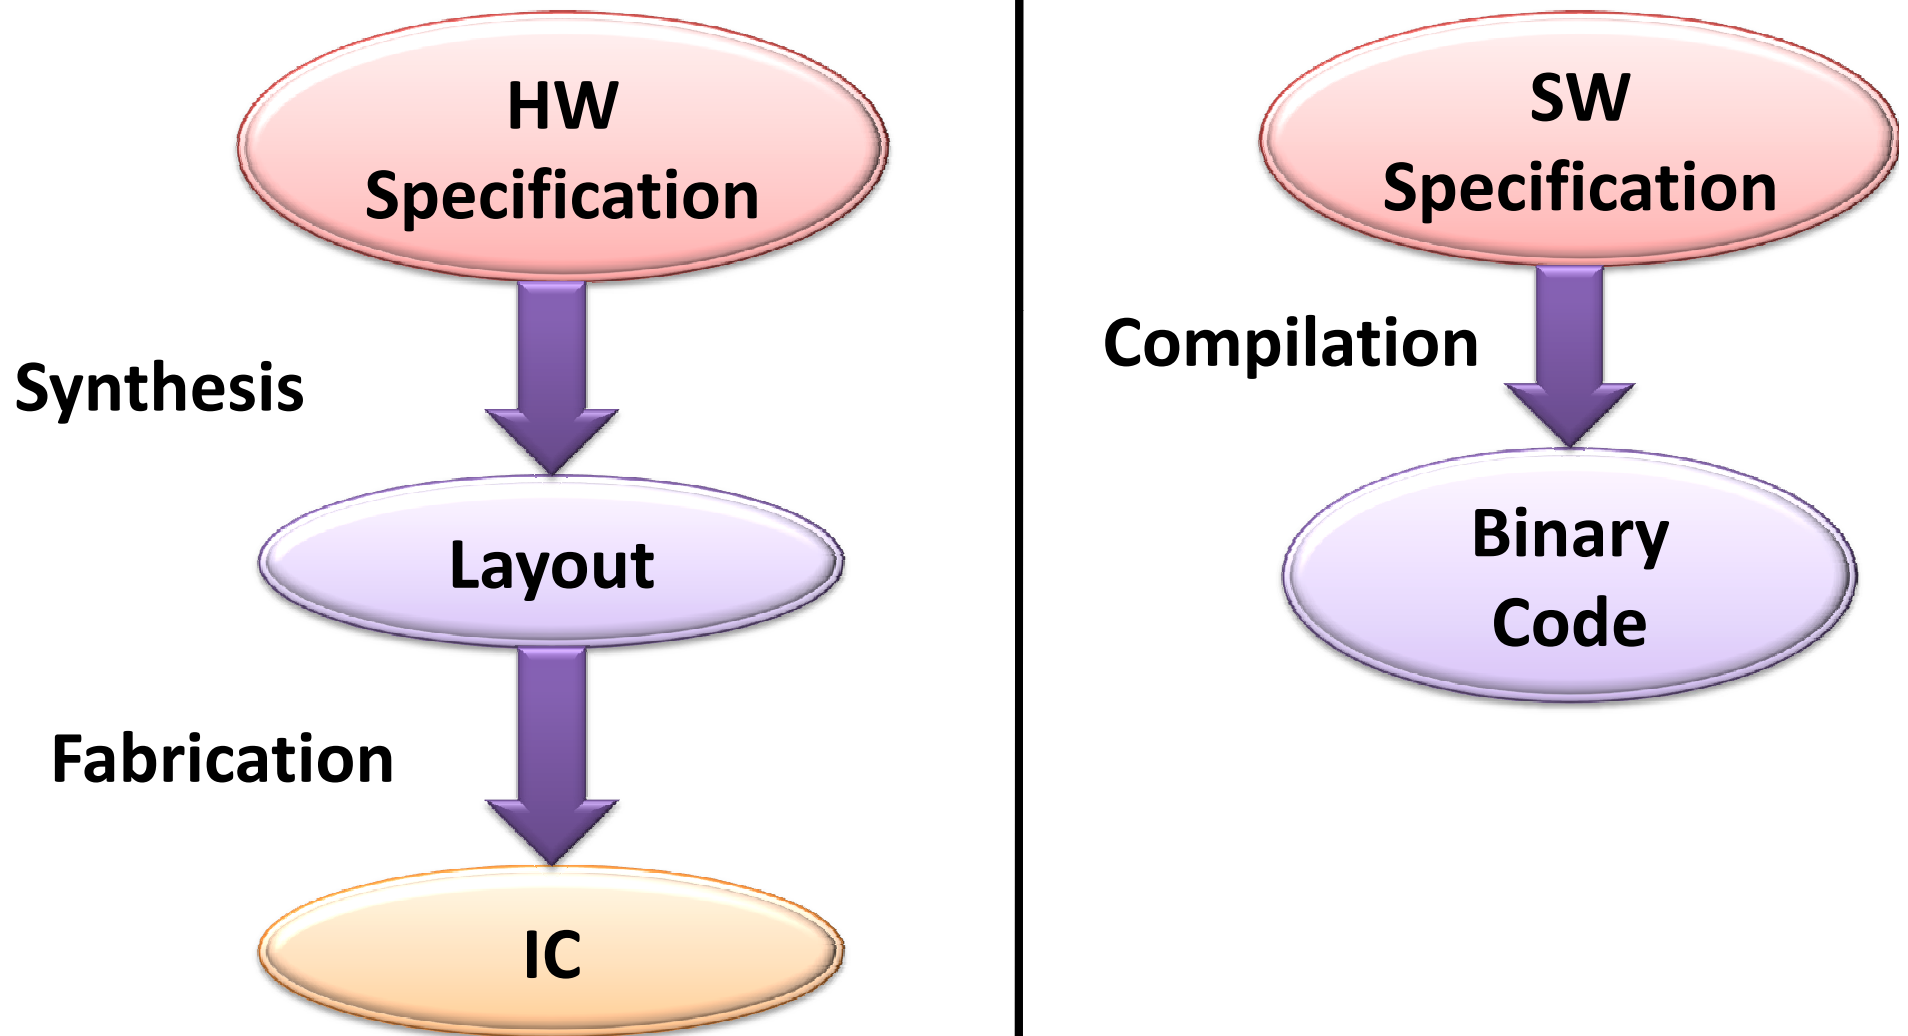 HW
Specification
Synthesis
Layout
Fabrication
IC
SW
Specification
Compilation
Binary
Code